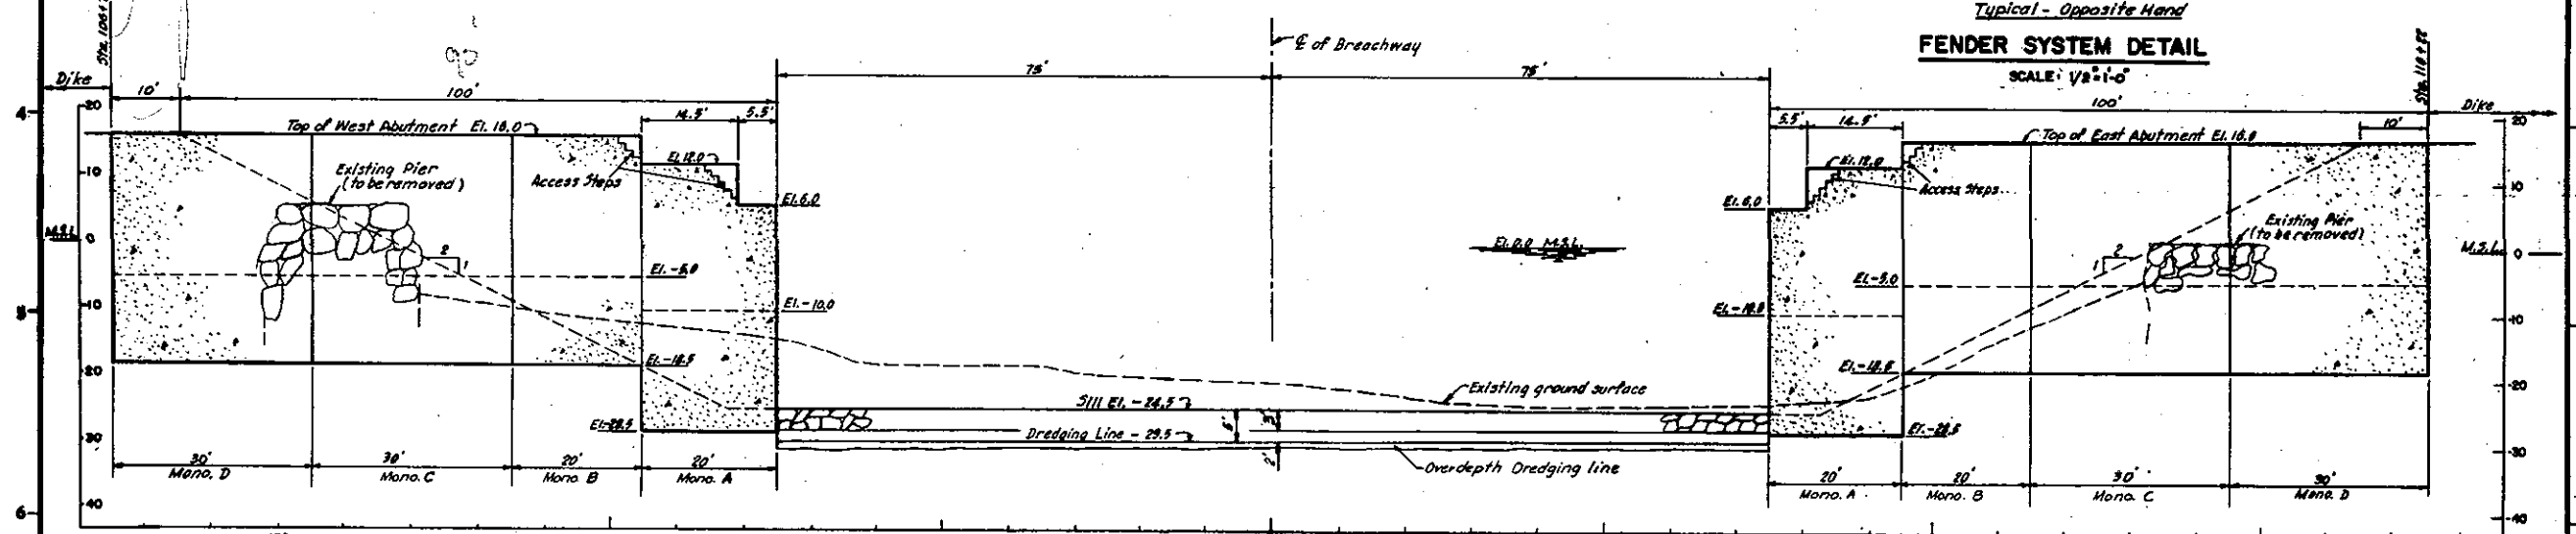 Typical - Opposite Hand
FENDER SYSTEM DETAIL
SCALE: 1/2"=1'-0"
℄ of Breachway
Dike
10'
100'
75'
75'
100'
Dike
10'
14.5'
5.5'
5.5'
14.5'
Top of West Abutment El. 16.0
Top of East Abutment El. 16.0
Existing Pier
(to be removed)
Access Steps
El. 12.0
El. 6.0
El. 12.0
El. 6.0
Access Steps
Existing Pier
(to be removed)
M.S.L.
El. 0.0 M.S.L.
M.S.L.
2
1
1
2
El. -5.0
El. -10.0
El. -18.5
El. -28.5
El. -5.0
El. -10.0
El. -18.5
El. -28.5
Existing ground surface
Sill El. -24.5
Dredging Line - 29.5
5'
3'
2'
Overdepth Dredging line
30'
30'
20'
20'
Mono. D
Mono. C
Mono. B
Mono. A
20'
20'
30'
30'
Mono. A
Mono. B
Mono. C
Mono. D
20
10
0
-10
-20
-30
-40
20
10
0
-10
-20
-30
-40
4
5
6